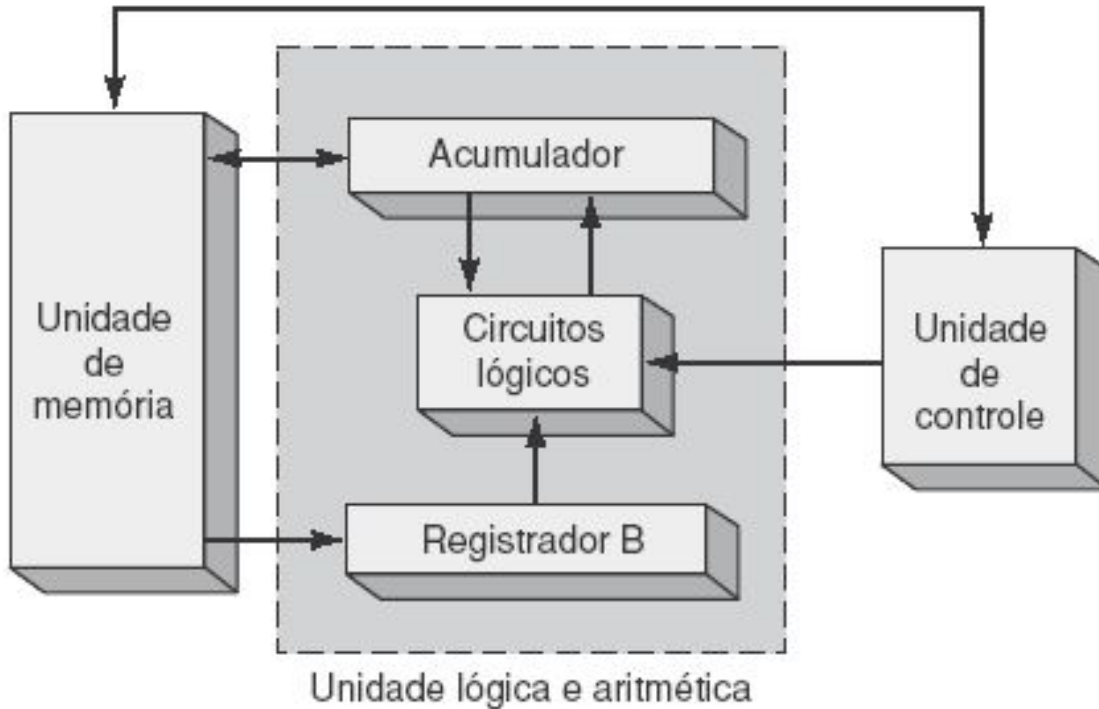 Acumulador
Unidade
de
memória
Circuitos
lógicos
Unidade
de
controle
Registrador B
Unidade lógica e aritmética